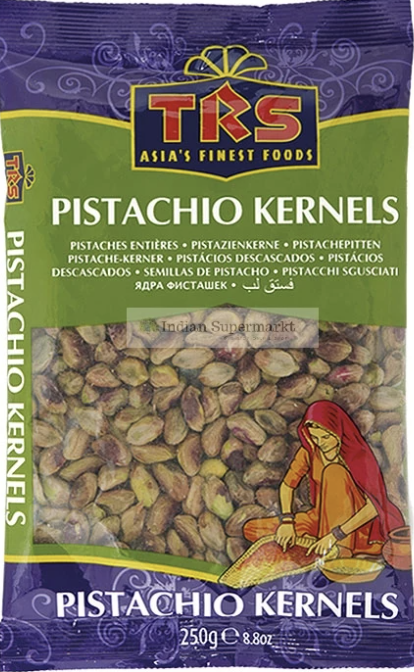 TRS
ASIA'S FINEST FOODS
PISTACHIO KERNELS
PISTACHES ENTIÈRES • PISTAZIENKERNE • PISTACHEPITTEN
PISTACHE-KERNER • PISTÁCIOS DESCASCADOS • PISTÁCIOS
DESCASCADOS • SEMILLAS DE PISTACHO • PISTACCHI SGUSCIATI
ЯДРА ФИСТАШЕК • فستق لب
TRS
PISTACHIO KERNELS
Indian Supermarkt
PISTACHIO KERNELS
250g ℮ 8.8oz